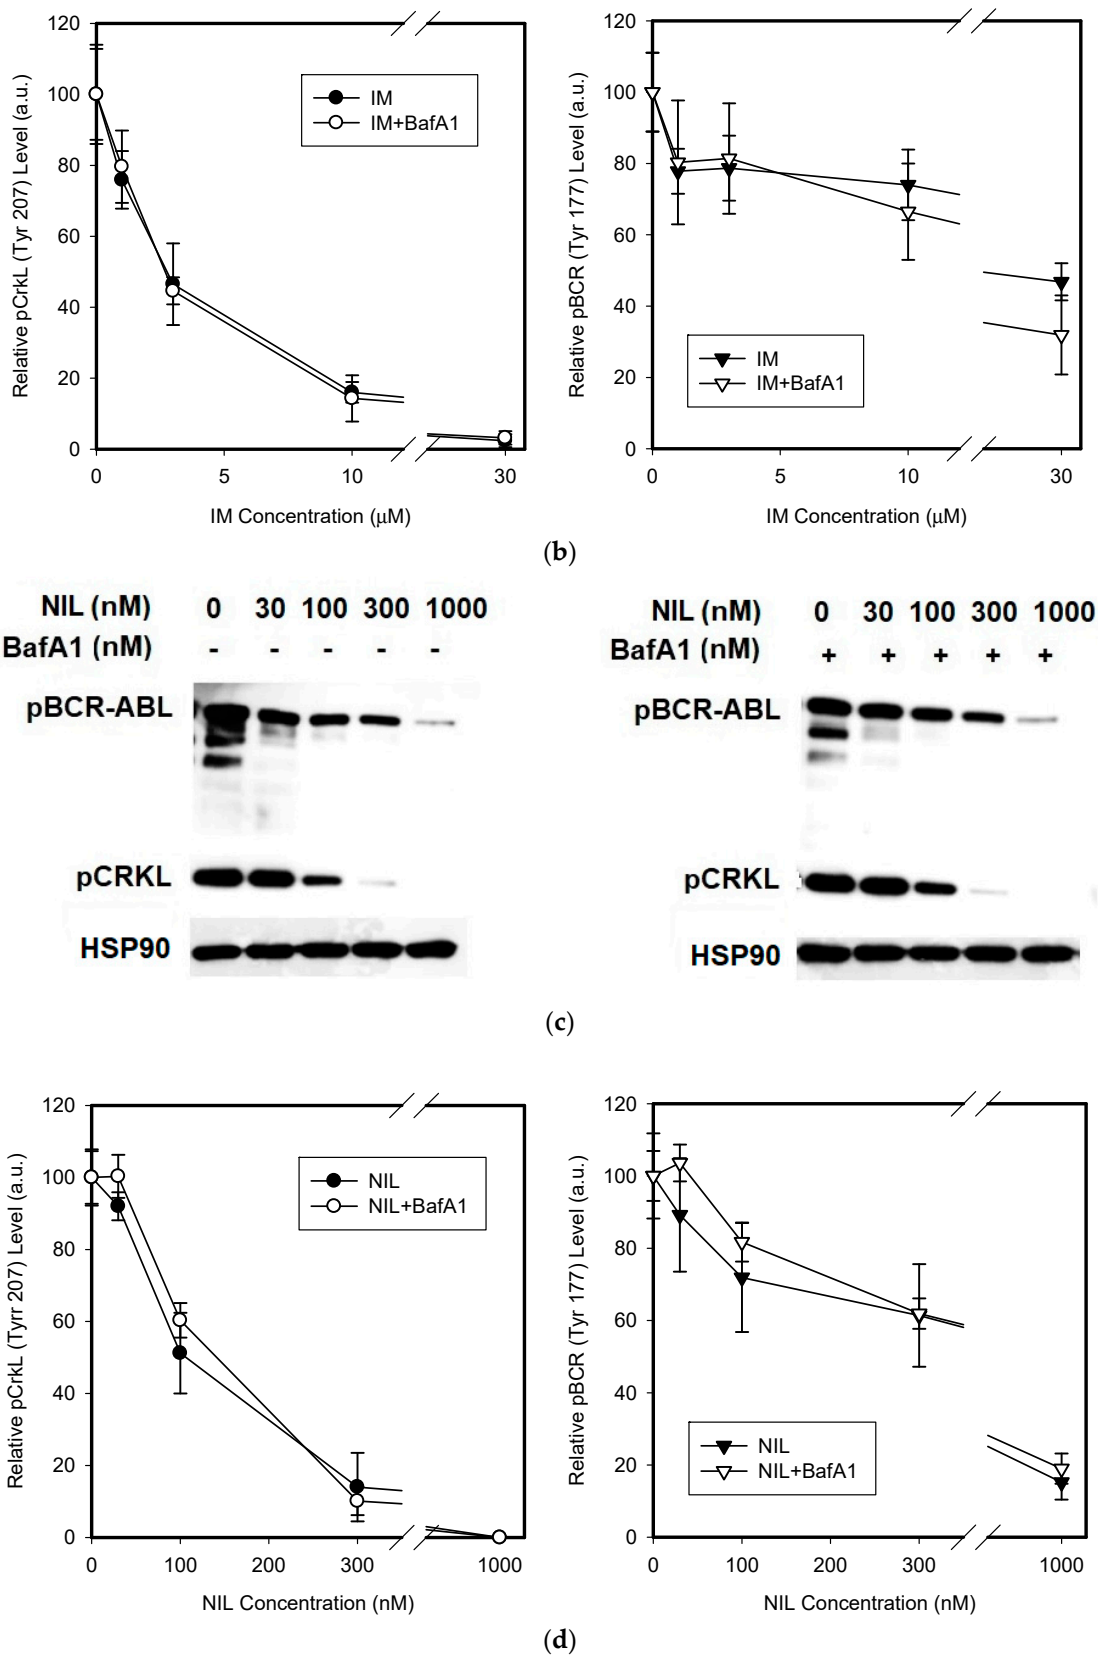 120
100
80
60
40
20
0
Relative pCrkL (Tyr 207) Level (a.u.)
IM
IM+BafA1
0 5 10 30
IM Concentration (μM)
120
100
80
60
40
20
0
Relative pBCR (Tyr 177) Level (a.u.)
IM
IM+BafA1
0 5 10 30
IM Concentration (μM)
(b)
NIL (nM) 0 30 100 300 1000
BafA1 (nM) - - - - -
pBCR-ABL
pCRKL
HSP90
NIL (nM) 0 30 100 300 1000
BafA1 (nM) + + + + +
pBCR-ABL
pCRKL
HSP90
(c)
120
100
80
60
40
20
0
Relative pCrkL (Tyrr 207) Level (a.u.)
NIL
NIL+BafA1
0 100 200 300 1000
NIL Concentration (nM)
120
100
80
60
40
20
0
Relative pBCR (Tyr 177) Level (a.u.)
NIL
NIL+BafA1
0 100 200 300 1000
NIL Concentration (nM)
(d)